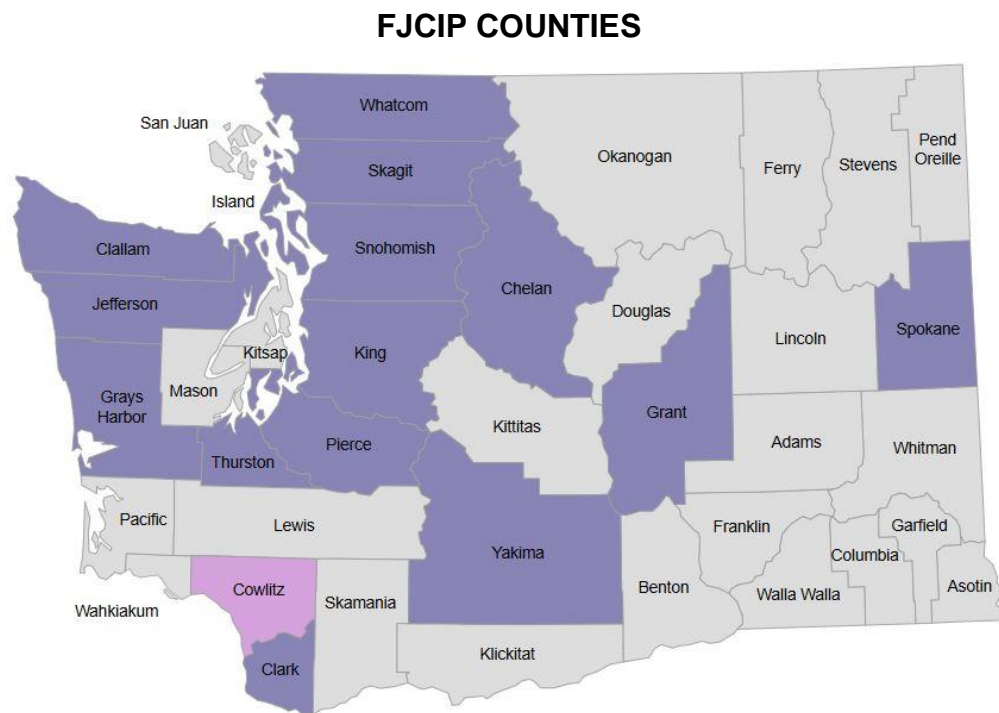 FJCIP COUNTIES
Whatcom
San Juan
Pend
Oreille
Okanogan
Ferry
Stevens
Skagit
Island
Clallam
Snohomish
Chelan
Jefferson
Douglas
Spokane
Lincoln
Kitsap
King
Mason
Grays
Harbor
Grant
Kittitas
Adams
Whitman
Pierce
Thurston
Pacific
Lewis
Franklin
Garfield
Yakima
Columbia
Benton
Walla Walla
Asotin
Cowlitz
Skamania
Wahkiakum
Klickitat
Clark